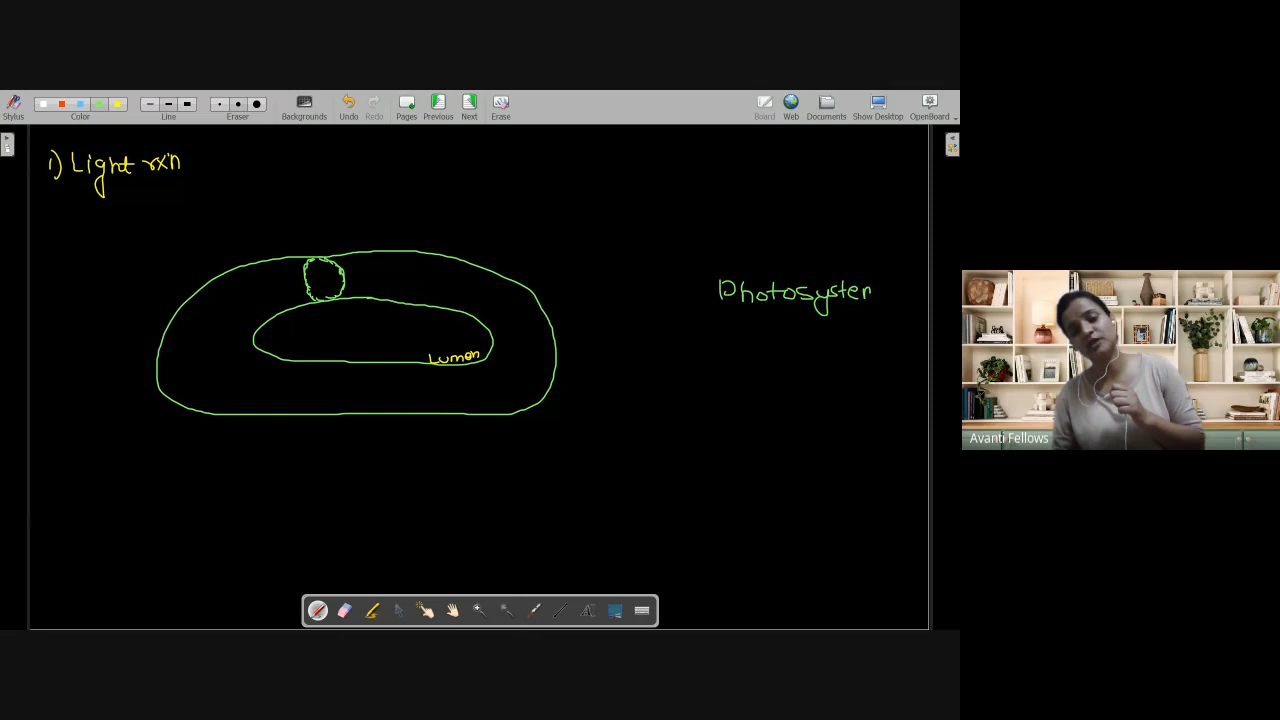 Stylus
Color
Line
Eraser
Backgrounds
Undo
Redo
Pages
Previous
Next
Erase
Board
Web
Documents
Show Desktop
OpenBoard
1) Light rxn
Photosystem
Lumen
Avanti Fellows